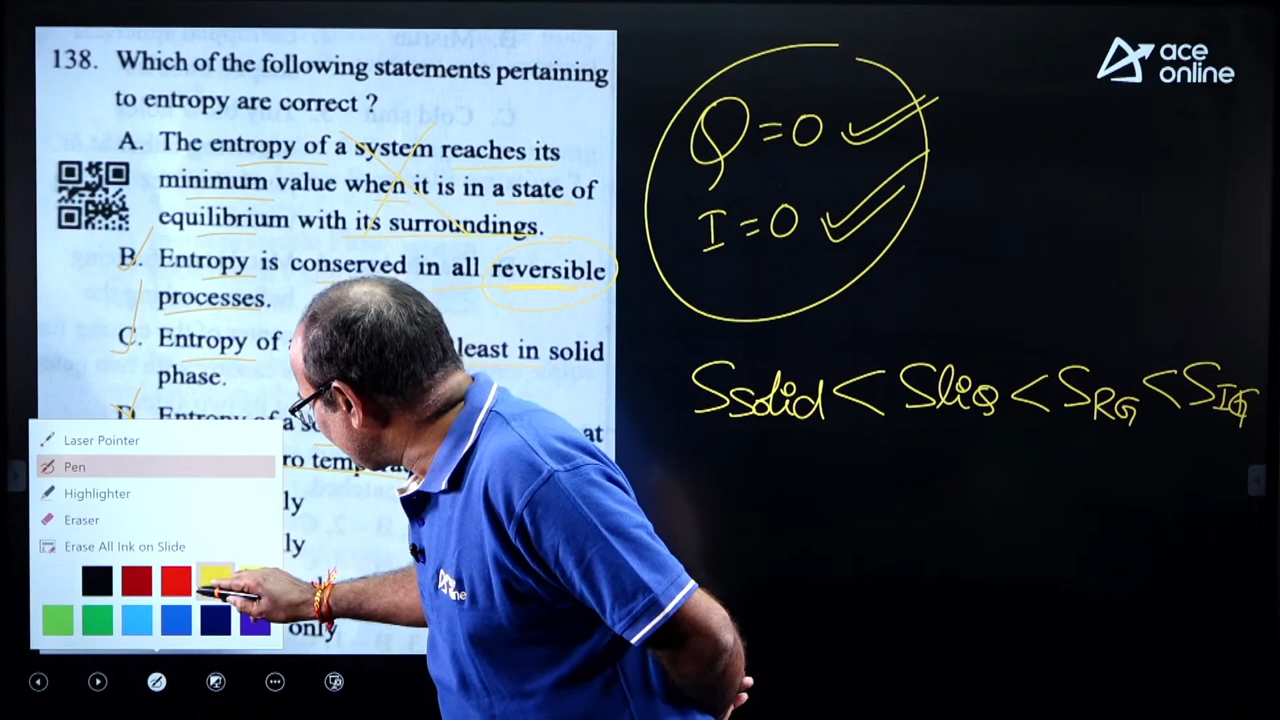 138. Which of the following statements pertaining
to entropy are correct ?
A. The entropy of a system reaches its
minimum value when it is in a state of
equilibrium with its surroundings.
B. Entropy is conserved in all reversible
processes.
C. Entropy of least in solid
phase.
D. Entropy of a at
ly
ly
only
Laser Pointer
Pen
Highlighter
Eraser
Erase All Ink on Slide
Q = 0
I = 0
Ssolid < Sliq < SRG < SIG
ace
online